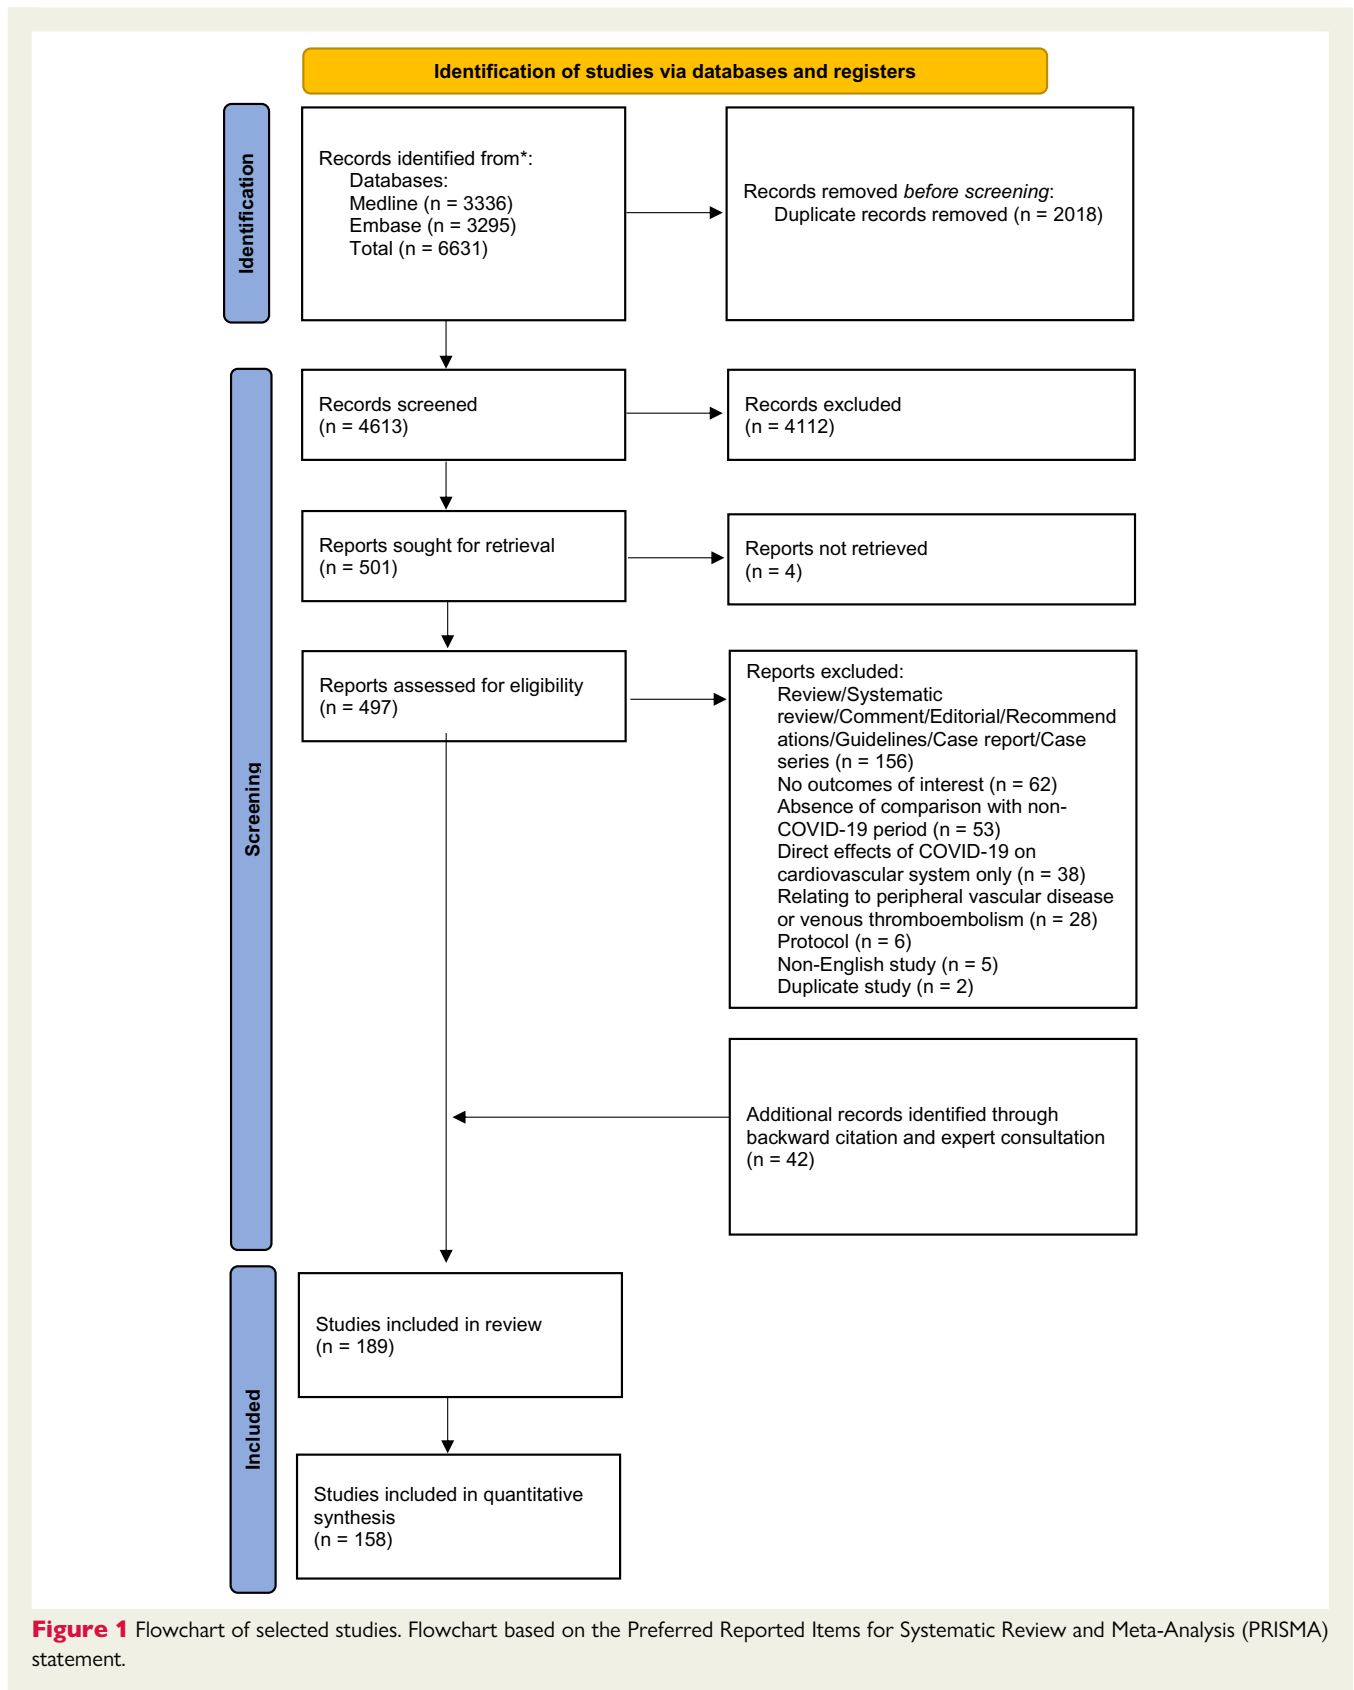 Identification of studies via databases and registers
Identification
Records identified from*:
Databases:
Medline (n = 3336)
Embase (n = 3295)
Total (n = 6631)
Records removed before screening:
Duplicate records removed (n = 2018)
Screening
Records screened
(n = 4613)
Records excluded
(n = 4112)
Reports sought for retrieval
(n = 501)
Reports not retrieved
(n = 4)
Reports assessed for eligibility
(n = 497)
Reports excluded:
Review/Systematic
review/Comment/Editorial/Recommend
ations/Guidelines/Case report/Case
series (n = 156)
No outcomes of interest (n = 62)
Absence of comparison with non-
COVID-19 period (n = 53)
Direct effects of COVID-19 on
cardiovascular system only (n = 38)
Relating to peripheral vascular disease
or venous thromboembolism (n = 28)
Protocol (n = 6)
Non-English study (n = 5)
Duplicate study (n = 2)
Additional records identified through
backward citation and expert consultation
(n = 42)
Included
Studies included in review
(n = 189)
Studies included in quantitative
synthesis
(n = 158)
Figure 1 Flowchart of selected studies. Flowchart based on the Preferred Reported Items for Systematic Review and Meta-Analysis (PRISMA)
statement.